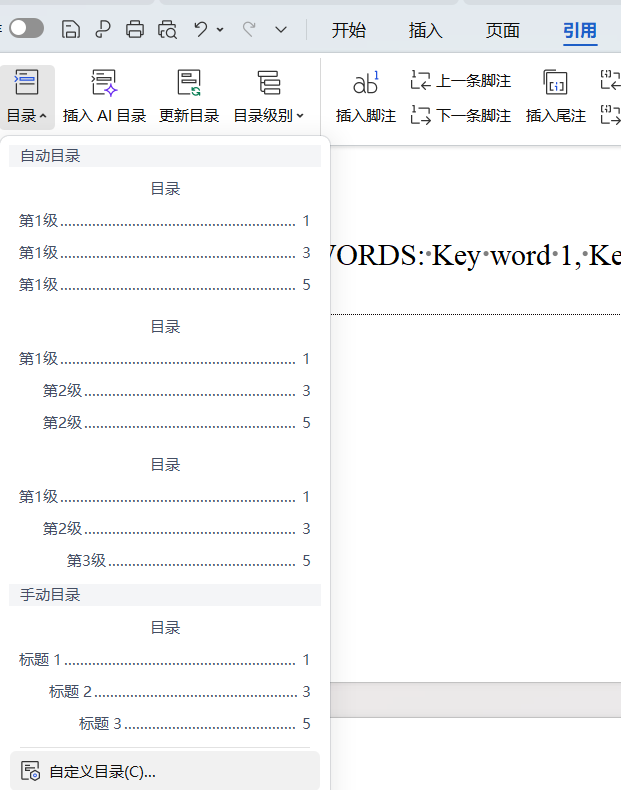 开始 插入 页面 引用
目录 插入 AI 目录 更新目录 目录级别 插入脚注 上一条脚注 下一条脚注 插入尾注
自动目录
目录
第1级 1
第1级 3
第1级 5
目录
第1级 1
第2级 3
第2级 5
目录
第1级 1
第2级 3
第3级 5
手动目录
目录
标题 1 1
标题 2 3
标题 3 5
自定义目录(C)...
WORDS: Key word 1, Ke